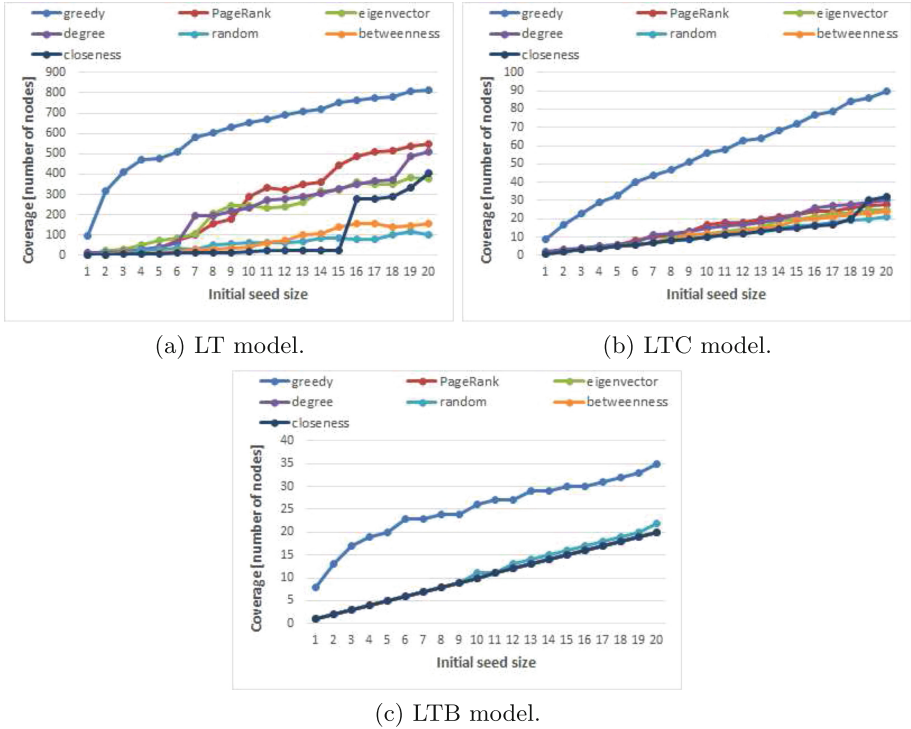 greedy PageRank eigenvector
degree random betweenness
closeness
Coverage [number of nodes]
900
800
700
600
500
400
300
200
100
0
1 2 3 4 5 6 7 8 9 10 11 12 13 14 15 16 17 18 19 20
Initial seed size
(a) LT model.
greedy PageRank eigenvector
degree random betweenness
closeness
Coverage [number of nodes]
100
90
80
70
60
50
40
30
20
10
0
1 2 3 4 5 6 7 8 9 10 11 12 13 14 15 16 17 18 19 20
Initial seed size
(b) LTC model.
greedy PageRank eigenvector
degree random betweenness
closeness
Coverage [number of nodes]
40
35
30
25
20
15
10
5
0
1 2 3 4 5 6 7 8 9 10 11 12 13 14 15 16 17 18 19 20
Initial seed size
(c) LTB model.